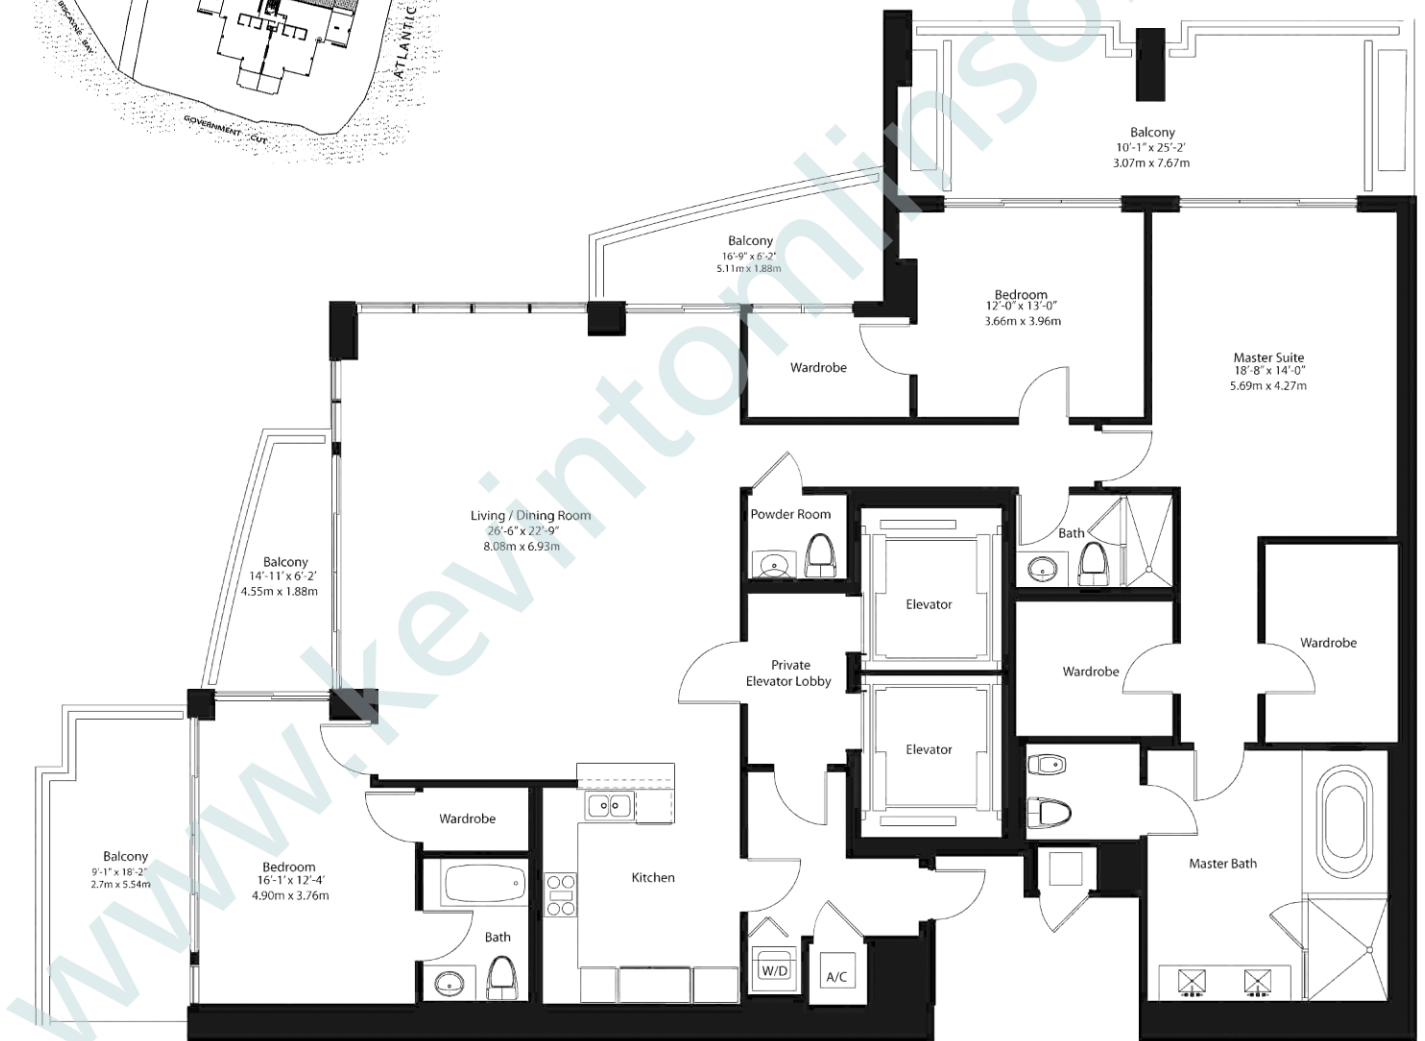 BISCAYNE BAY
ATLANTIC
GOVERNMENT CUT
Balcony
10'-1" x 25'-2'
3.07m x 7.67m
Balcony
16'-9" x 6'-2"
5.11m x 1.88m
Bedroom
12'-0" x 13'-0"
3.66m x 3.96m
Wardrobe
Master Suite
18'-8" x 14'-0"
5.69m x 4.27m
Living / Dining Room
26'-6" x 22'-9"
8.08m x 6.93m
Powder Room
Bath
Balcony
14'-11' x 6'-2'
4.55m x 1.88m
Elevator
Private
Elevator Lobby
Wardrobe
Wardrobe
Elevator
Wardrobe
Balcony
9'-1" x 18'-2"
2.7m x 5.54m
Bedroom
16'-1' x 12'-4'
4.90m x 3.76m
Kitchen
Master Bath
Bath
W/D
A/C
www.kevintomlinso